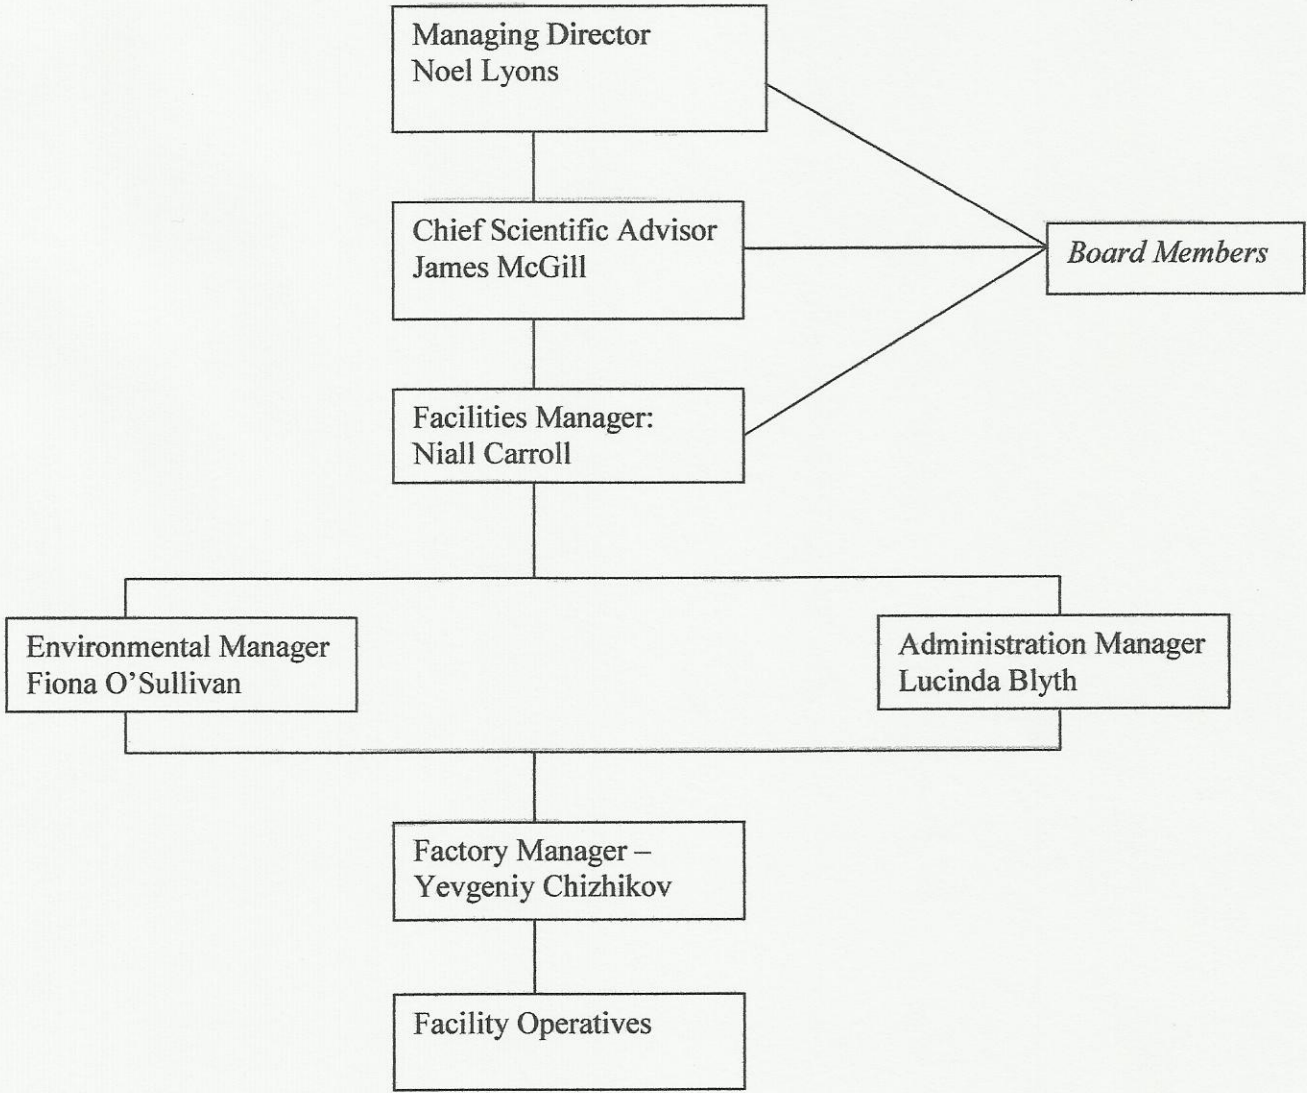 Managing Director
Noel Lyons
Chief Scientific Advisor
James McGill
Board Members
Facilities Manager:
Niall Carroll
Environmental Manager
Fiona O'Sullivan
Administration Manager
Lucinda Blyth
Factory Manager –
Yevgeniy Chizhikov
Facility Operatives